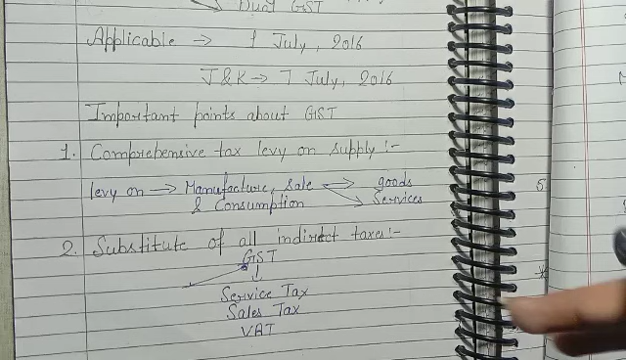 Dual GST
Applicable → 1 July, 2016
J&K → 7 July, 2016
Important points about GST
1. Comprehensive tax levy on supply :-
levy on → Manufacture, sale → goods
& Consumption → Services
2. Substitute of all indirect taxes:-
GST
↓
Service Tax
Sales Tax
VAT
5